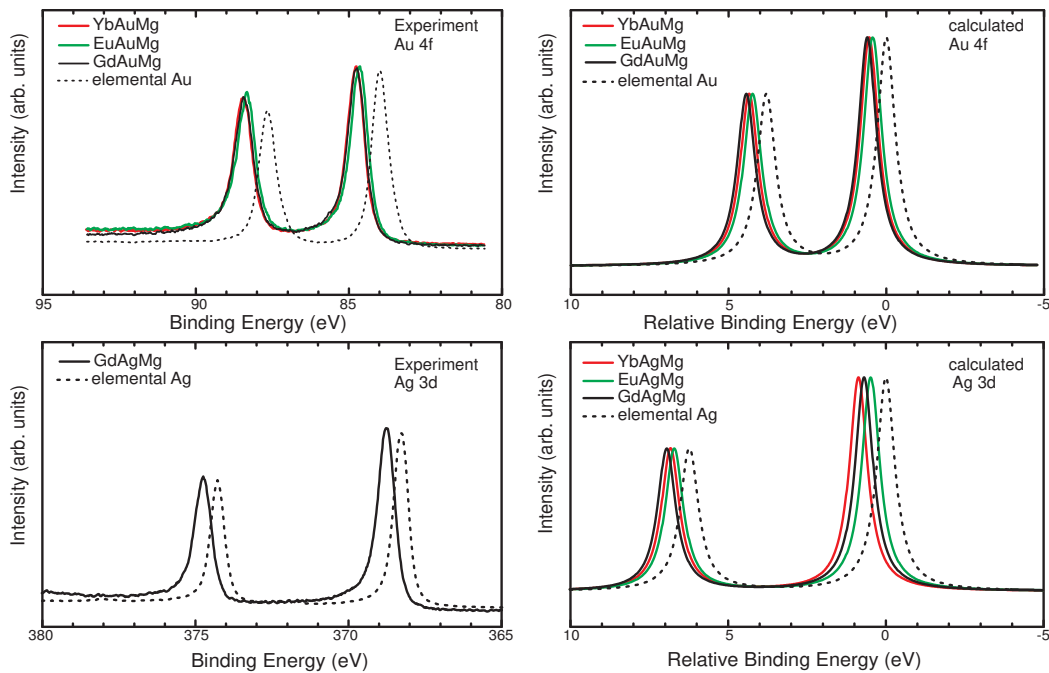 YbAuMg
EuAuMg
GdAuMg
elemental Au
Experiment
Au 4f
Intensity (arb. units)
95 90 85 80
Binding Energy (eV)
YbAuMg
EuAuMg
GdAuMg
elemental Au
calculated
Au 4f
Intensity (arb. units)
10 5 0 -5
Relative Binding Energy (eV)
GdAgMg
elemental Ag
Experiment
Ag 3d
Intensity (arb. units)
380 375 370 365
Binding Energy (eV)
YbAgMg
EuAgMg
GdAgMg
elemental Ag
calculated
Ag 3d
Intensity (arb. units)
10 5 0 -5
Relative Binding Energy (eV)